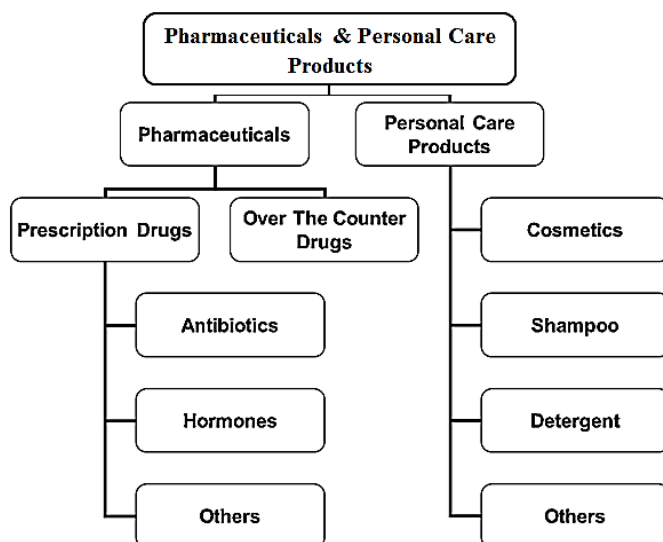 Pharmaceuticals & Personal Care
Products
Pharmaceuticals
Personal Care
Products
Prescription Drugs
Over The Counter
Drugs
Cosmetics
Antibiotics
Shampoo
Hormones
Detergent
Others
Others